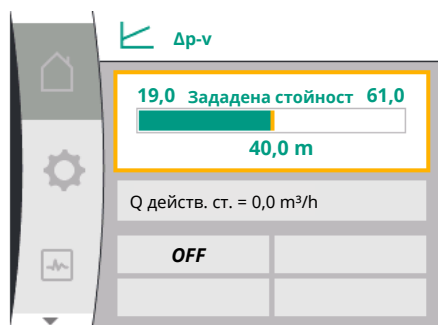 Δp-v
19,0 Зададена стойност 61,0
40,0 m
Q действ. ст. = 0,0 m³/h
OFF